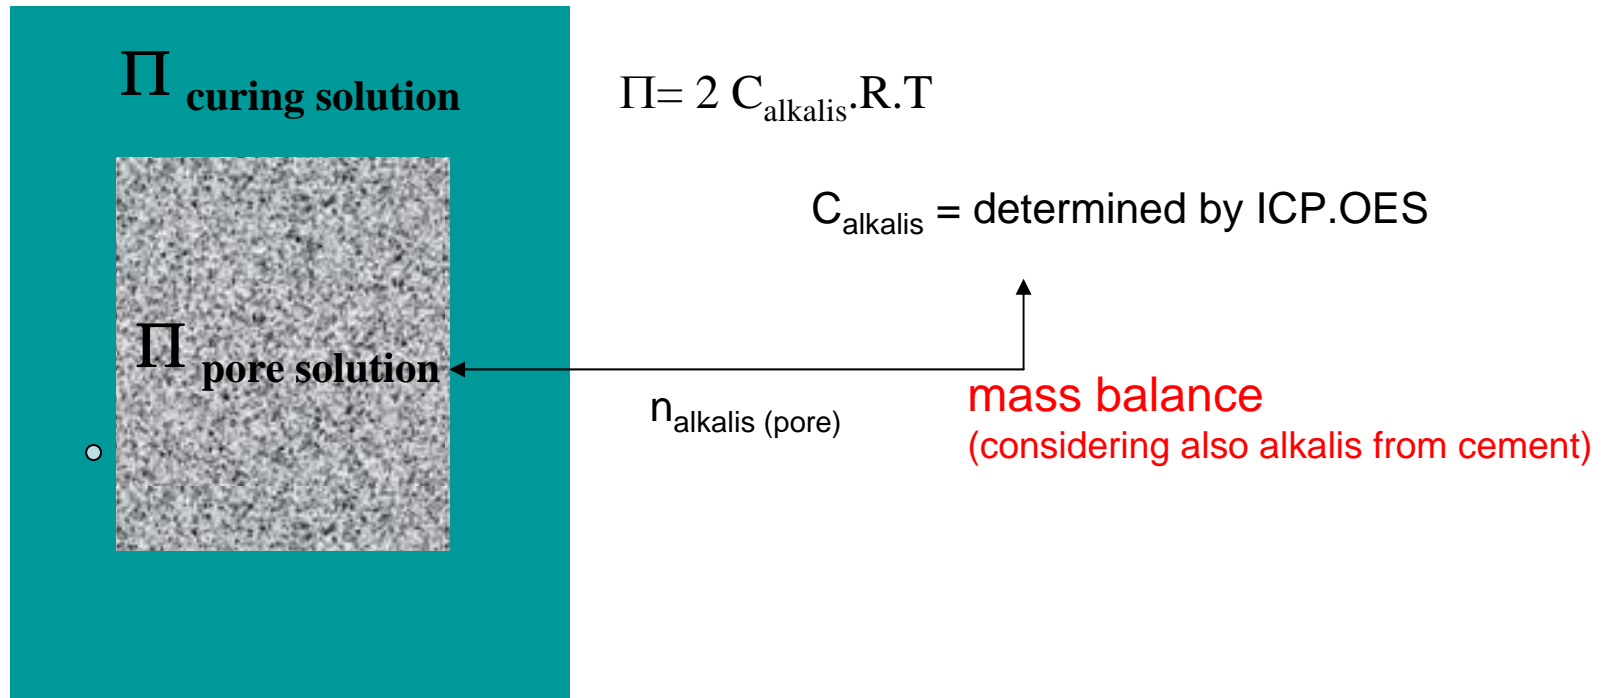 Π curing solution
Π= 2 Calkalis.R.T
Calkalis = determined by ICP.OES
Π pore solution
nalkalis (pore)
mass balance
(considering also alkalis from cement)